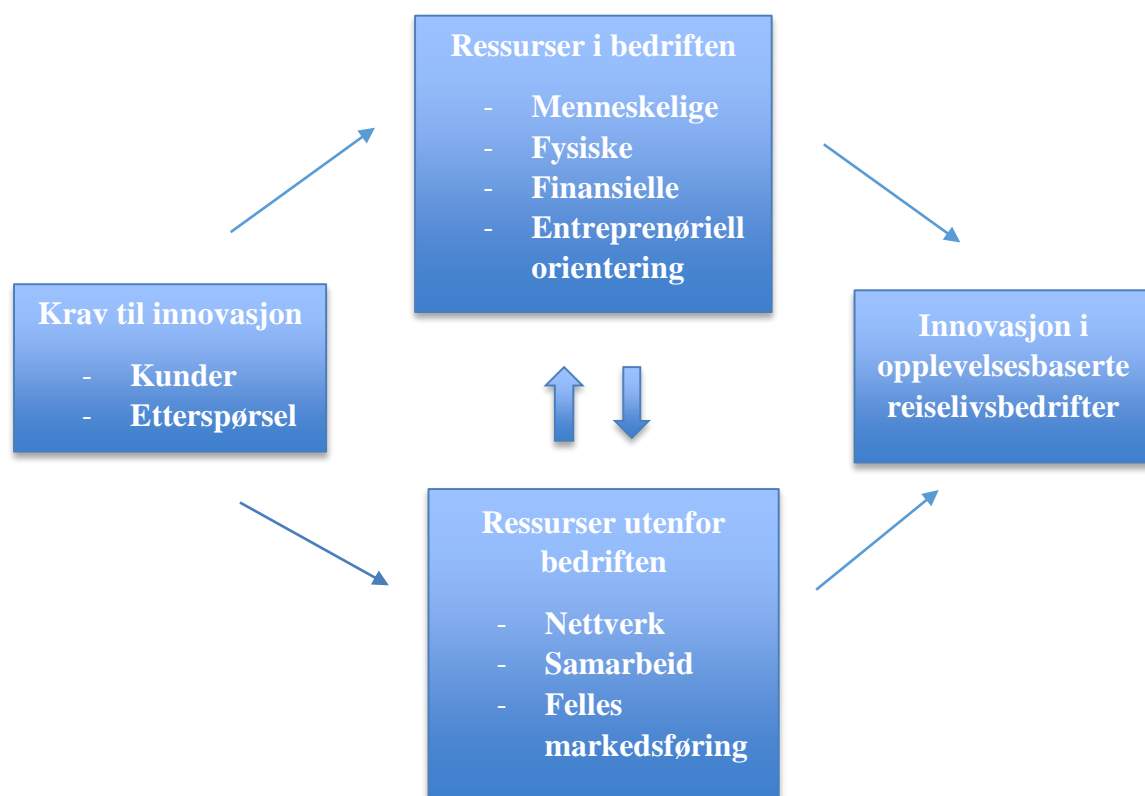 Ressurser i bedriften
- Menneskelige
- Fysiske
- Finansielle
- Entreprenøriell
orientering
Krav til innovasjon
- Kunder
- Etterspørsel
Innovasjon i
opplevelsesbaserte
reiselivsbedrifter
Ressurser utenfor
bedriften
- Nettverk
- Samarbeid
- Felles
markedsføring